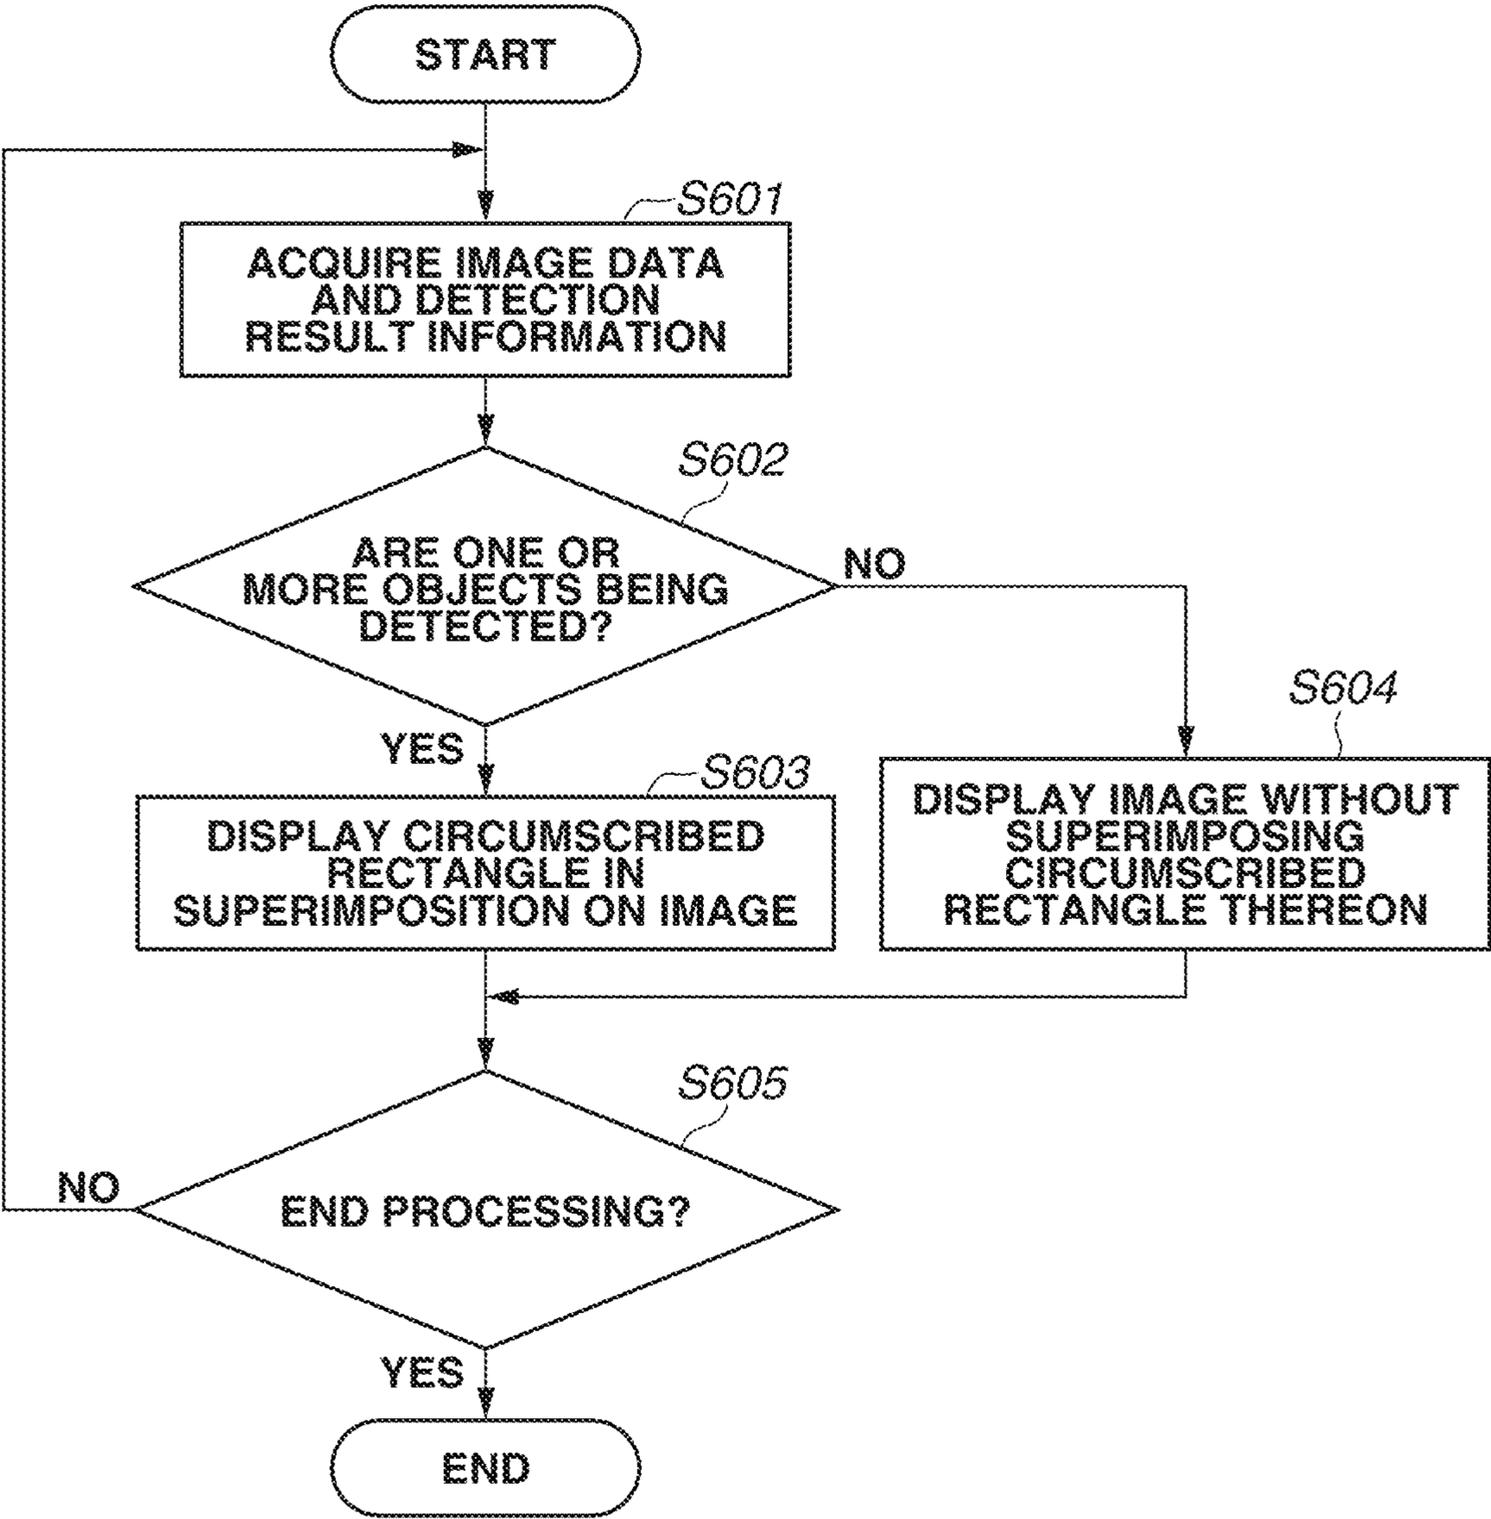 START
S601
ACQUIRE IMAGE DATA
AND DETECTION
RESULT INFORMATION
S602
ARE ONE OR
MORE OBJECTS BEING
DETECTED?
NO
YES
S603
DISPLAY CIRCUMSCRIBED
RECTANGLE IN
SUPERIMPOSITION ON IMAGE
S604
DISPLAY IMAGE WITHOUT
SUPERIMPOSING
CIRCUMSCRIBED
RECTANGLE THEREON
S605
END PROCESSING?
NO
YES
END